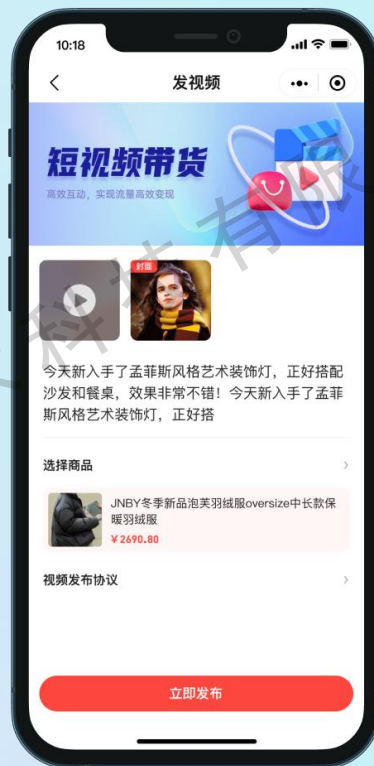 10:18
发视频
短视频带货
高效互动，实现流量高效变现
封面
今天新入手了孟菲斯风格艺术装饰灯，正好搭配
沙发和餐桌，效果非常不错！今天新入手了孟菲
斯风格艺术装饰灯，正好搭
选择商品
JNBY冬季新品泡芙羽绒服oversize中长款保
暖羽绒服
￥2690.80
视频发布协议
立即发布
科技有限